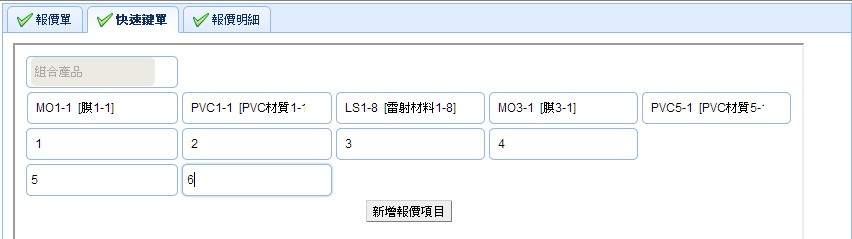 報價單 快速鍵單 報價明細
組合產品
MO1-1 [膜1-1] PVC1-1 [PVC材質1-1 LS1-8 [雷射材料1-8] MO3-1 [膜3-1] PVC5-1 [PVC材質5-
1 2 3 4
5 6
新增報價項目